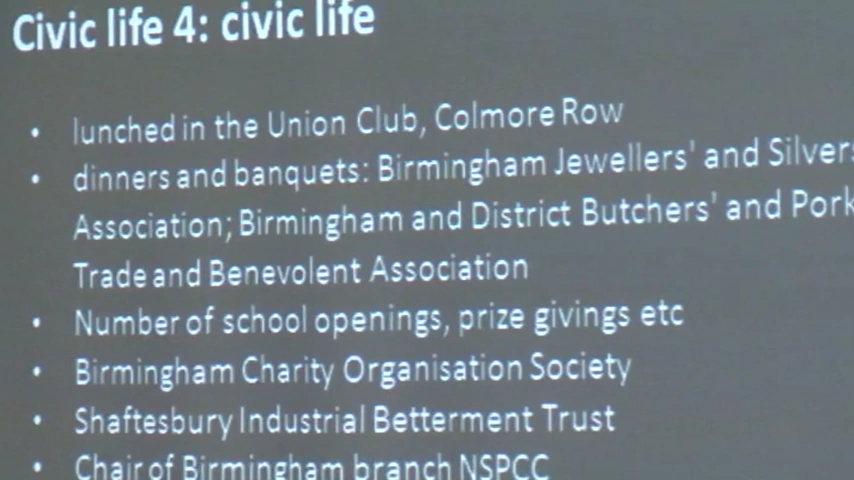 Civic life 4: civic life
• lunched in the Union Club, Colmore Row
• dinners and banquets: Birmingham Jewellers' and
Association; Birmingham and District Butchers' and Pork
Trade and Benevolent Association
• Number of school openings, prize givings etc
• Birmingham Charity Organisation Society
• Shaftesbury Industrial Betterment Trust
• Chair of Birmingham branch NSPCC